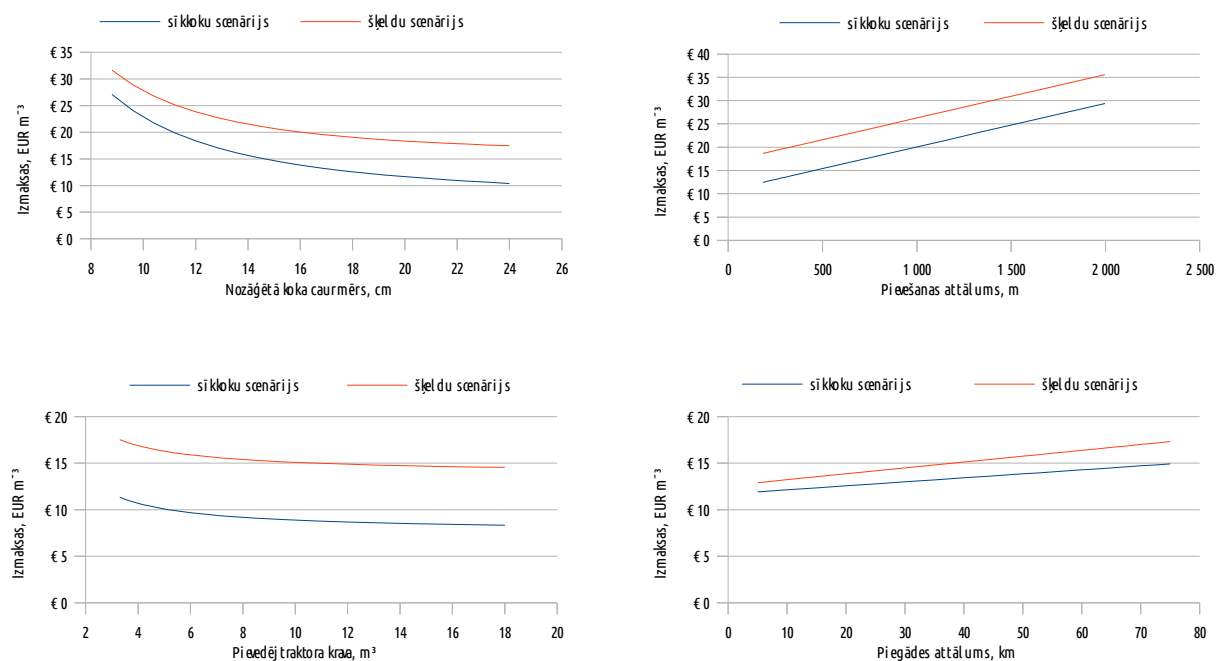 sīkkoku scenārijs
šķeldu scenārijs
€ 35
€ 30
€ 25
€ 20
€ 15
€ 10
€ 5
€ 0
Izmaksas, EUR m⁻³
8 10 12 14 16 18 20 22 24 26
Nozāģētā koka caurmērs, cm
sīkkoku scenārijs
šķeldu scenārijs
€ 40
€ 35
€ 30
€ 25
€ 20
€ 15
€ 10
€ 5
€ 0
Izmaksas, EUR m⁻³
0 500 1 000 1 500 2 000 2 500
Pievešanas attālums, m
sīkkoku scenārijs
šķeldu scenārijs
€ 20
€ 15
€ 10
€ 5
€ 0
Izmaksas, EUR m⁻³
2 4 6 8 10 12 14 16 18 20
Pievedējtraktora krava, m³
sīkkoku scenārijs
šķeldu scenārijs
€ 20
€ 15
€ 10
€ 5
€ 0
Izmaksas, EUR m⁻³
0 10 20 30 40 50 60 70 80
Piegādes attālums, km